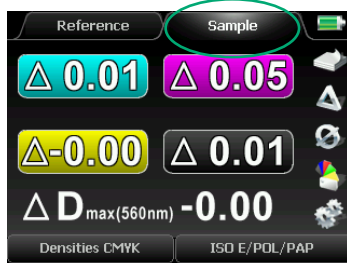 Reference Sample
Δ 0.01 Δ 0.05
Δ-0.00 Δ 0.01
Δ Dmax(560nm) -0.00
Densities CMYK ISO E/POL/PAP